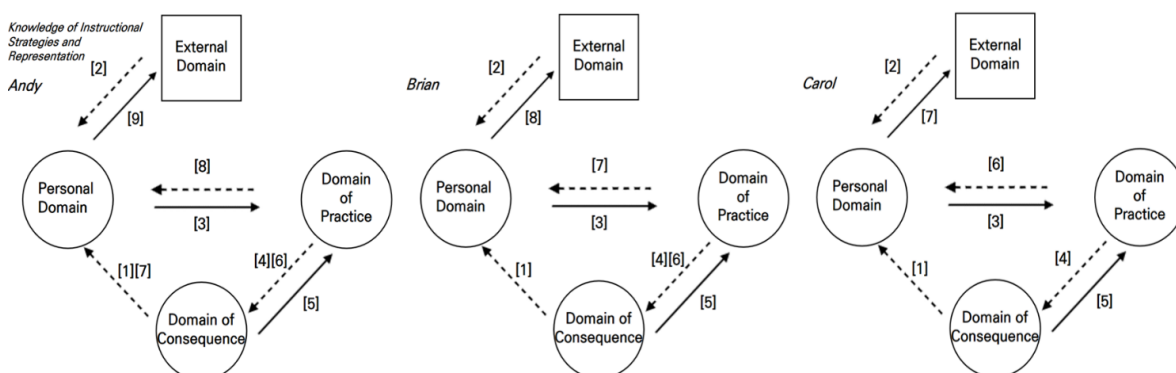 Knowledge of Instructional
Strategies and
Representation
Andy
External
Domain
[2]
[9]
Personal
Domain
[8]
[3]
Domain
of
Practice
[1][7]
[4][6]
[5]
Domain of
Consequence
Brian
External
Domain
[2]
[8]
Personal
Domain
[7]
[3]
Domain
of
Practice
[1]
[4][6]
[5]
Domain of
Consequence
Carol
External
Domain
[2]
[7]
Personal
Domain
[6]
[3]
Domain
of
Practice
[1]
[4]
[5]
Domain of
Consequence